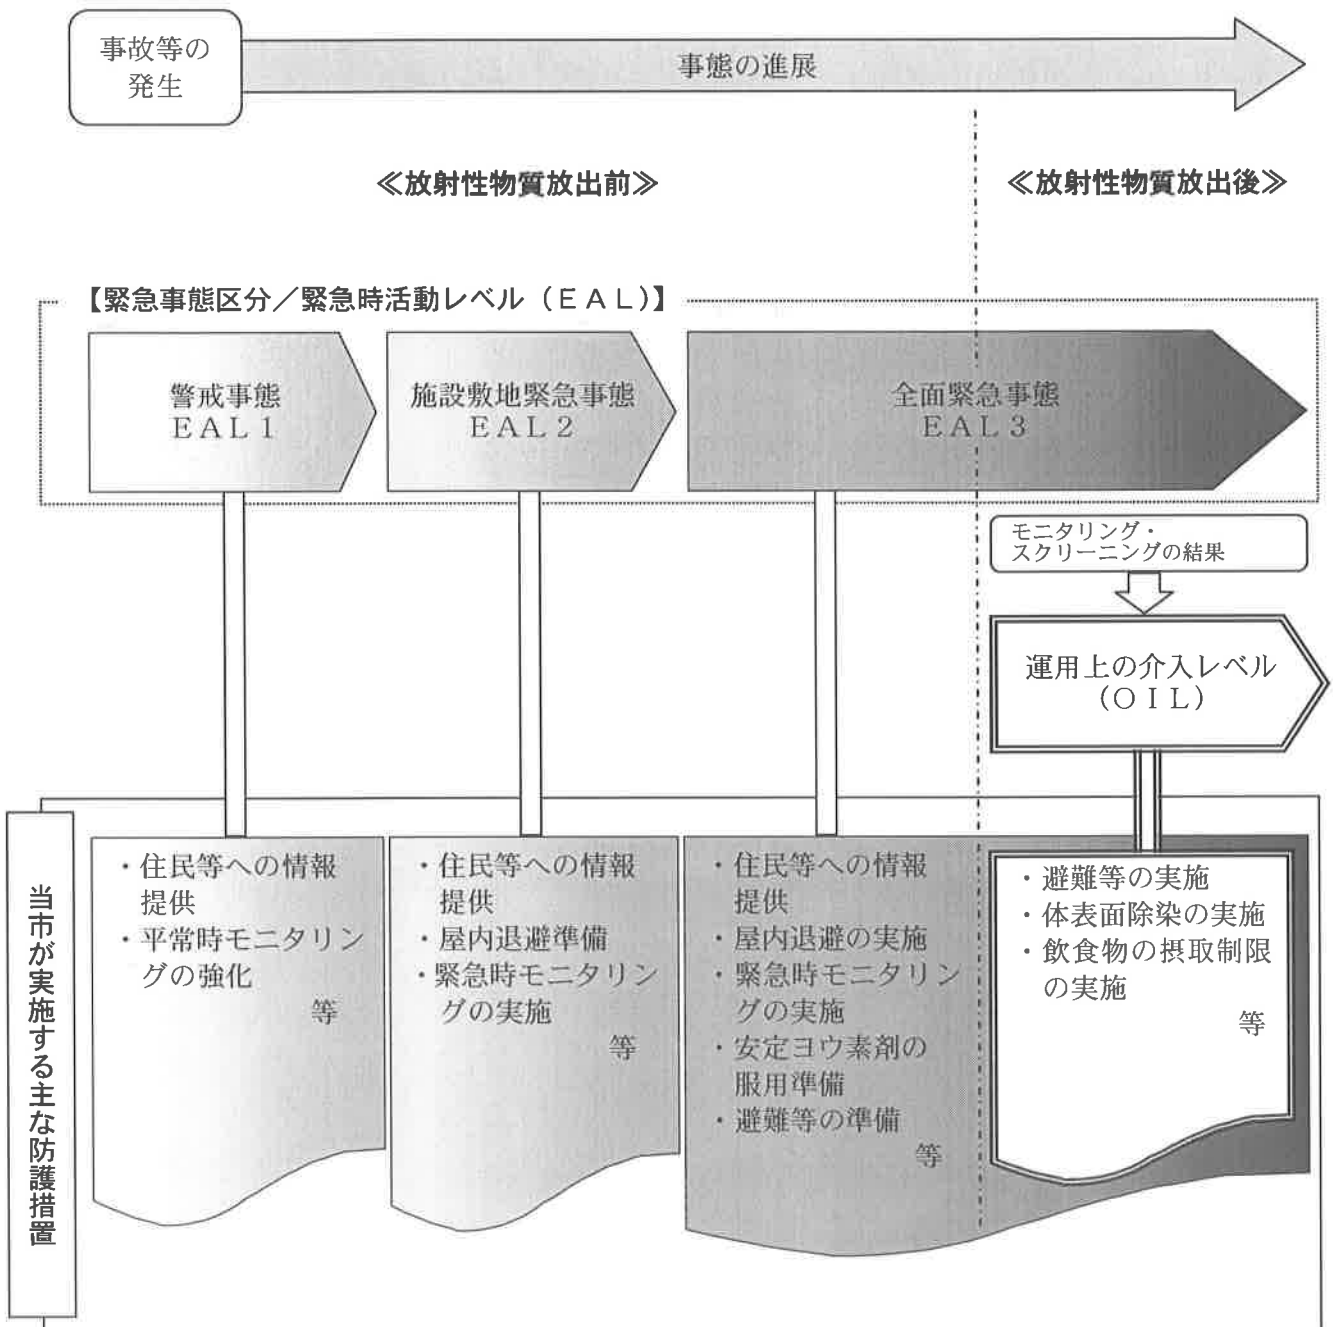 事故等の
発生
事態の進展
≪放射性物質放出前≫
≪放射性物質放出後≫
【緊急事態区分／緊急時活動レベル（ＥＡＬ）】
警戒事態
ＥＡＬ１
施設敷地緊急事態
ＥＡＬ２
全面緊急事態
ＥＡＬ３
モニタリング・
スクリーニングの結果
運用上の介入レベル
（ＯＩＬ）
当市が実施する主な防護措置
・住民等への情報
提供
・平常時モニタリン
グの強化
等
・住民等への情報
提供
・屋内退避準備
・緊急時モニタリン
グの実施
等
・住民等への情報
提供
・屋内退避の実施
・緊急時モニタリン
グの実施
・安定ヨウ素剤の
服用準備
・避難等の準備
等
・避難等の実施
・体表面除染の実施
・飲食物の摂取制限
の実施
等